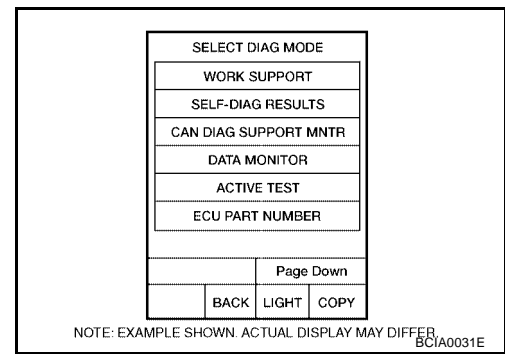 SELECT DIAG MODE
WORK SUPPORT
SELF-DIAG RESULTS
CAN DIAG SUPPORT MNTR
DATA MONITOR
ACTIVE TEST
ECU PART NUMBER
Page Down
BACK LIGHT COPY
NOTE: EXAMPLE SHOWN. ACTUAL DISPLAY MAY DIFFER.
BCIA0031E